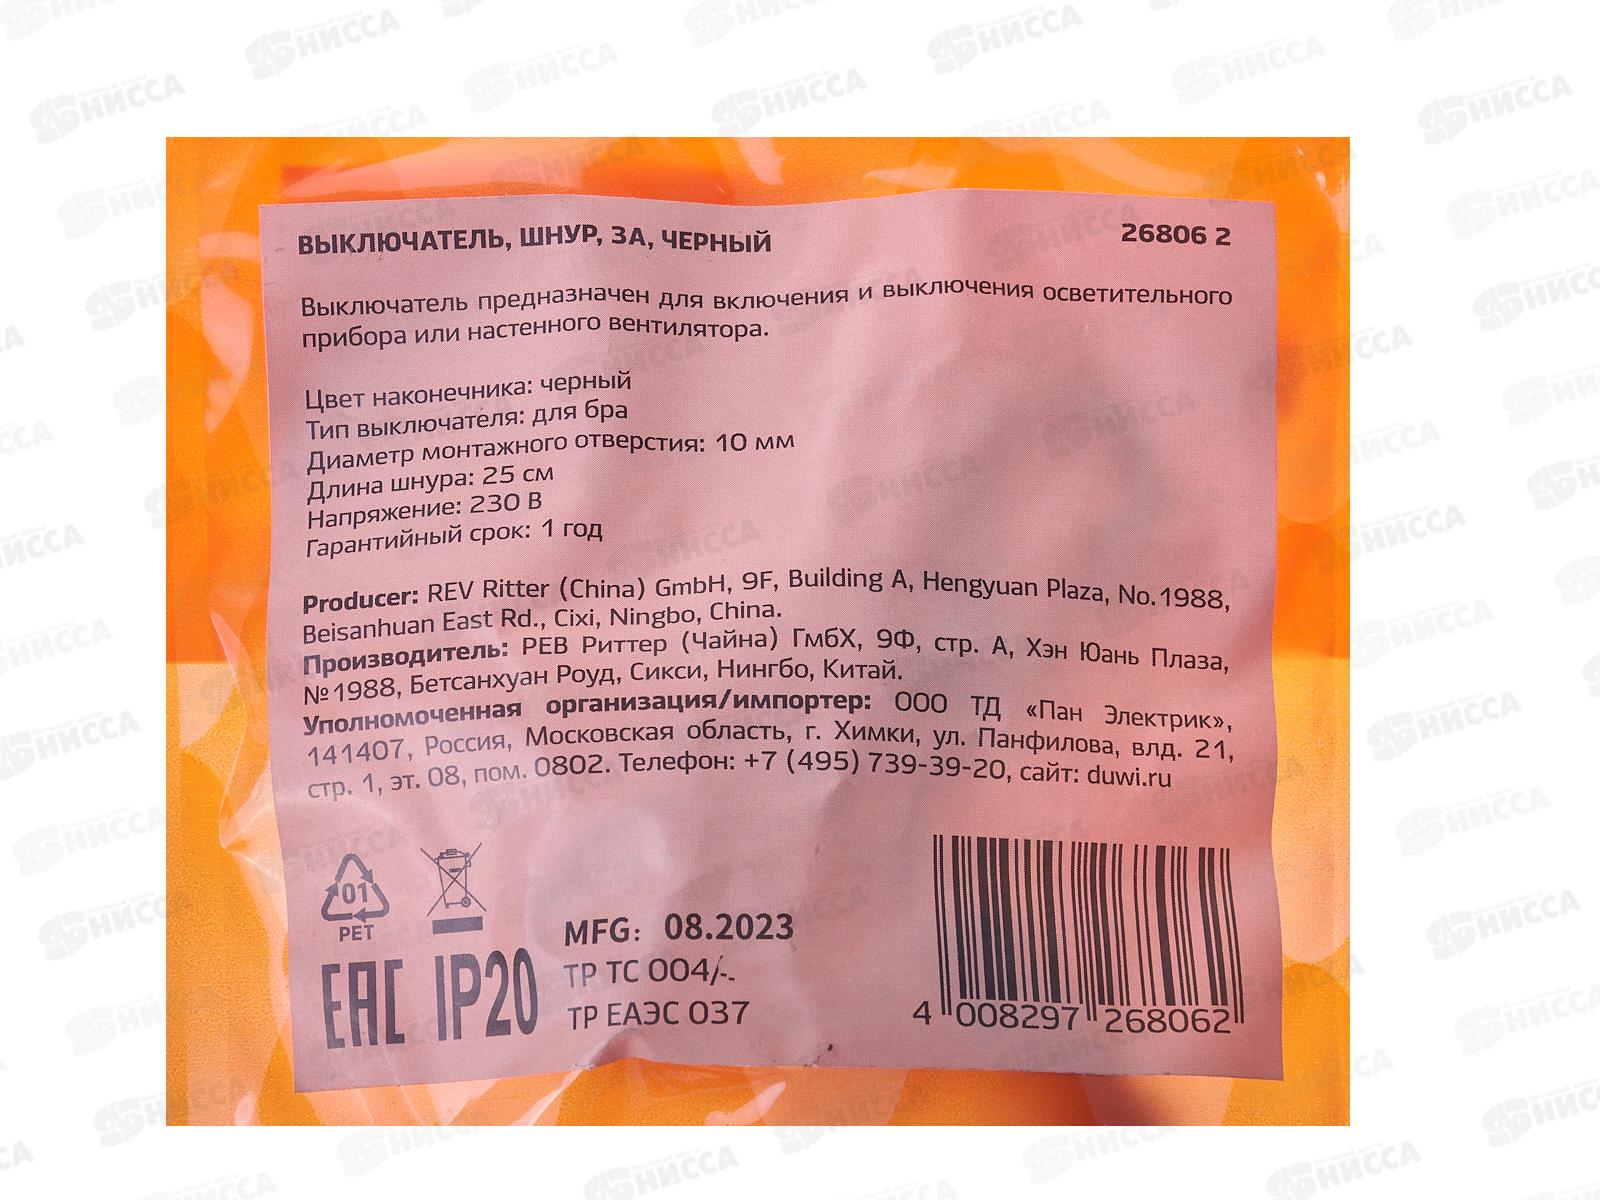 ВЫКЛЮЧАТЕЛЬ, ШНУР, 3А, ЧЕРНЫЙ 26806 2
Выключатель предназначен для включения и выключения осветительного
прибора или настенного вентилятора.
Цвет наконечника: черный
Тип выключателя: для бра
Диаметр монтажного отверстия: 10 мм
Длина шнура: 25 см
Напряжение: 230 В
Гарантийный срок: 1 год
Producer: REV Ritter (China) GmbH, 9F, Building A, Hengyuan Plaza, No.1988,
Beisanhuan East Rd., Cixi, Ningbo, China.
Производитель: РЕВ Риттер (Чайна) ГмбХ, 9Ф, стр. А, Хэн Юань Плаза,
№1988, Бетсанхуан Роуд, Сикси, Нингбо, Китай.
Уполномоченная организация/импортер: ООО ТД «Пан Электрик»,
141407, Россия, Московская область, г. Химки, ул. Панфилова, влд. 21,
стр. 1, эт. 08, пом. 0802. Телефон: +7 (495) 739-39-20, сайт: duwi.ru
01
PET
EAC IP20
MFG: 08.2023
ТР ТС 004/-.
ТР ЕАЭС 037
4 008297 268062
НИССА